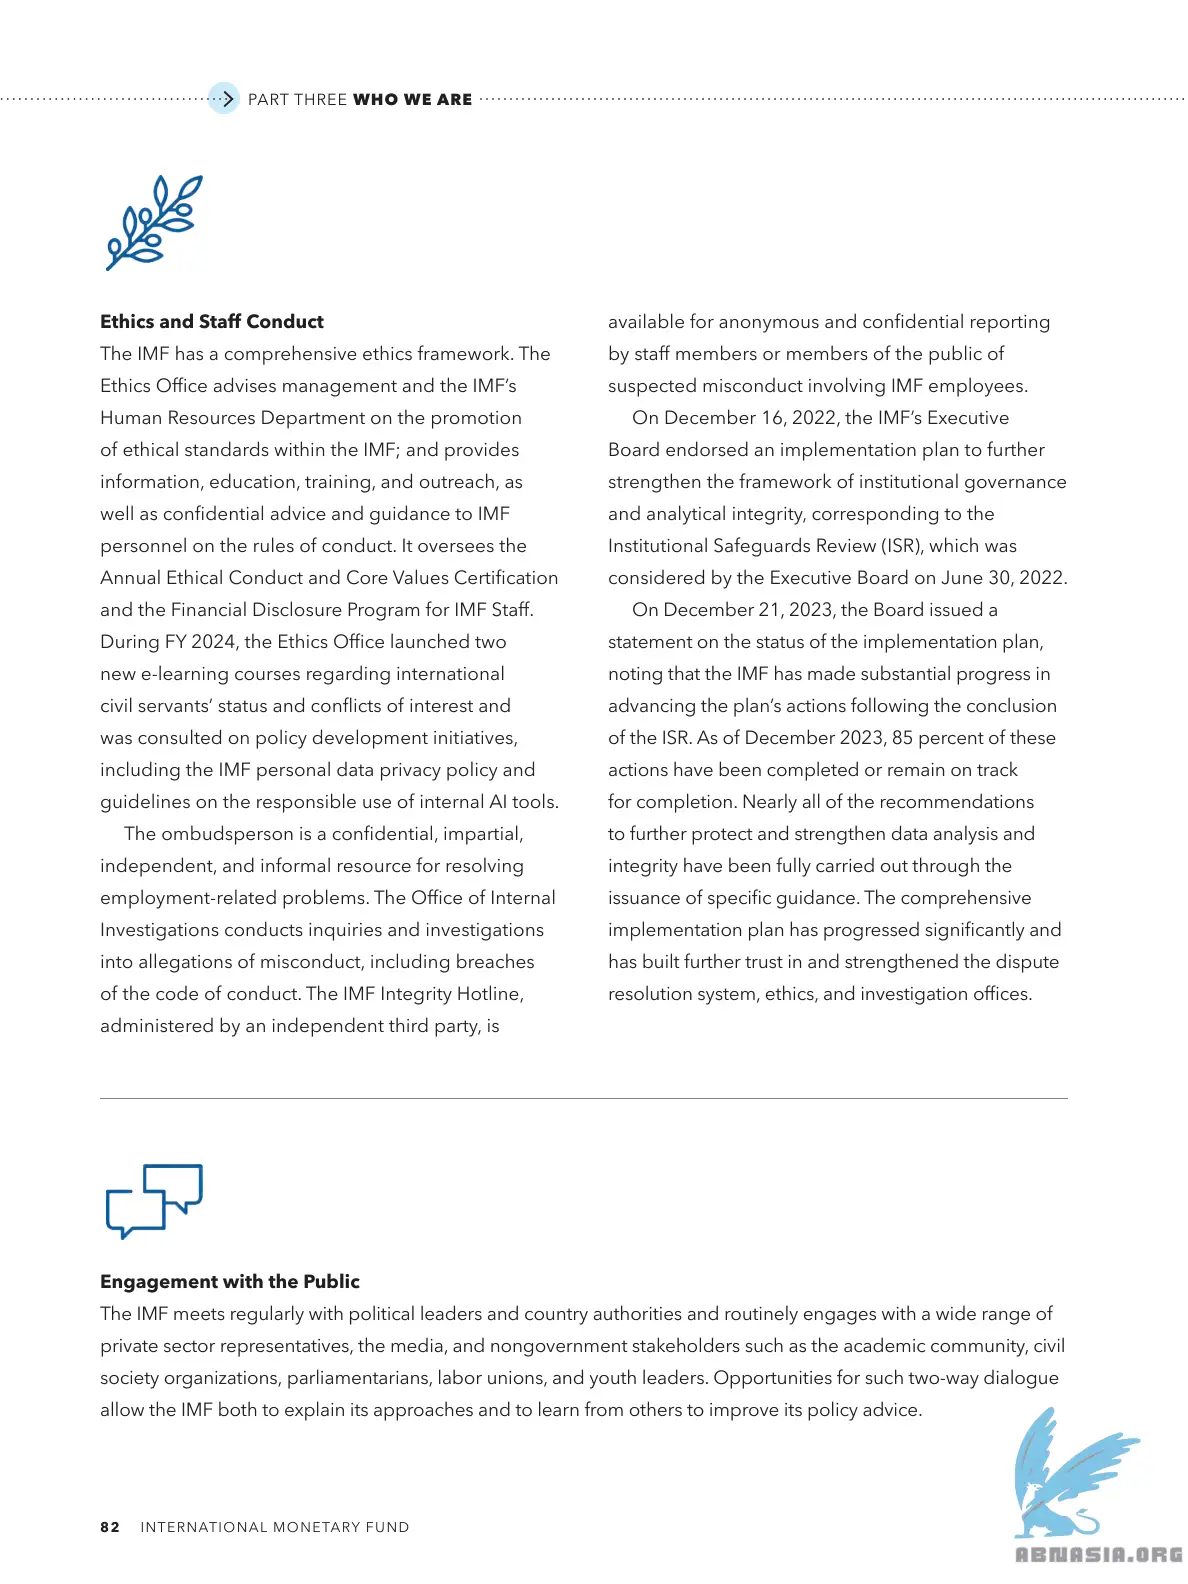 PART THREE WHO WE ARE
Ethics and Staff Conduct
The IMF has a comprehensive ethics framework. The
Ethics Office advises management and the IMF’s
Human Resources Department on the promotion
of ethical standards within the IMF; and provides
information, education, training, and outreach, as
well as confidential advice and guidance to IMF
personnel on the rules of conduct. It oversees the
Annual Ethical Conduct and Core Values Certification
and the Financial Disclosure Program for IMF Staff.
During FY 2024, the Ethics Office launched two
new e-learning courses regarding international
civil servants’ status and conflicts of interest and
was consulted on policy development initiatives,
including the IMF personal data privacy policy and
guidelines on the responsible use of internal AI tools.
The ombudsperson is a confidential, impartial,
independent, and informal resource for resolving
employment-related problems. The Office of Internal
Investigations conducts inquiries and investigations
into allegations of misconduct, including breaches
of the code of conduct. The IMF Integrity Hotline,
administered by an independent third party, is
available for anonymous and confidential reporting
by staff members or members of the public of
suspected misconduct involving IMF employees.
On December 16, 2022, the IMF’s Executive
Board endorsed an implementation plan to further
strengthen the framework of institutional governance
and analytical integrity, corresponding to the
Institutional Safeguards Review (ISR), which was
considered by the Executive Board on June 30, 2022.
On December 21, 2023, the Board issued a
statement on the status of the implementation plan,
noting that the IMF has made substantial progress in
advancing the plan’s actions following the conclusion
of the ISR. As of December 2023, 85 percent of these
actions have been completed or remain on track
for completion. Nearly all of the recommendations
to further protect and strengthen data analysis and
integrity have been fully carried out through the
issuance of specific guidance. The comprehensive
implementation plan has progressed significantly and
has built further trust in and strengthened the dispute
resolution system, ethics, and investigation offices.
Engagement with the Public
The IMF meets regularly with political leaders and country authorities and routinely engages with a wide range of
private sector representatives, the media, and nongovernment stakeholders such as the academic community, civil
society organizations, parliamentarians, labor unions, and youth leaders. Opportunities for such two-way dialogue
allow the IMF both to explain its approaches and to learn from others to improve its policy advice.
82 INTERNATIONAL MONETARY FUND
ABNASIA.ORG